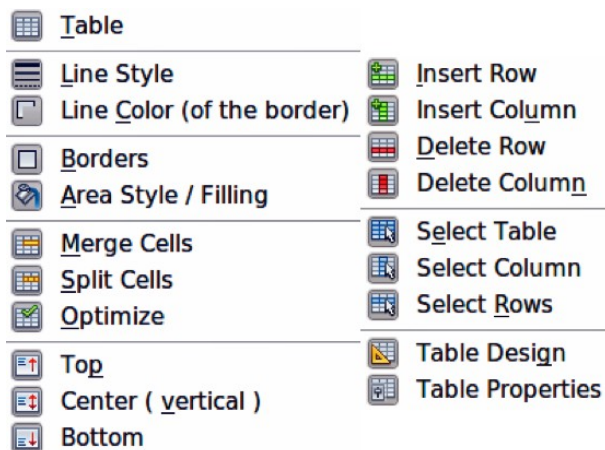 Table
Line Style
Line Color (of the border)
Borders
Area Style / Filling
Merge Cells
Split Cells
Optimize
Top
Center ( vertical )
Bottom
Insert Row
Insert Column
Delete Row
Delete Column
Select Table
Select Column
Select Rows
Table Design
Table Properties